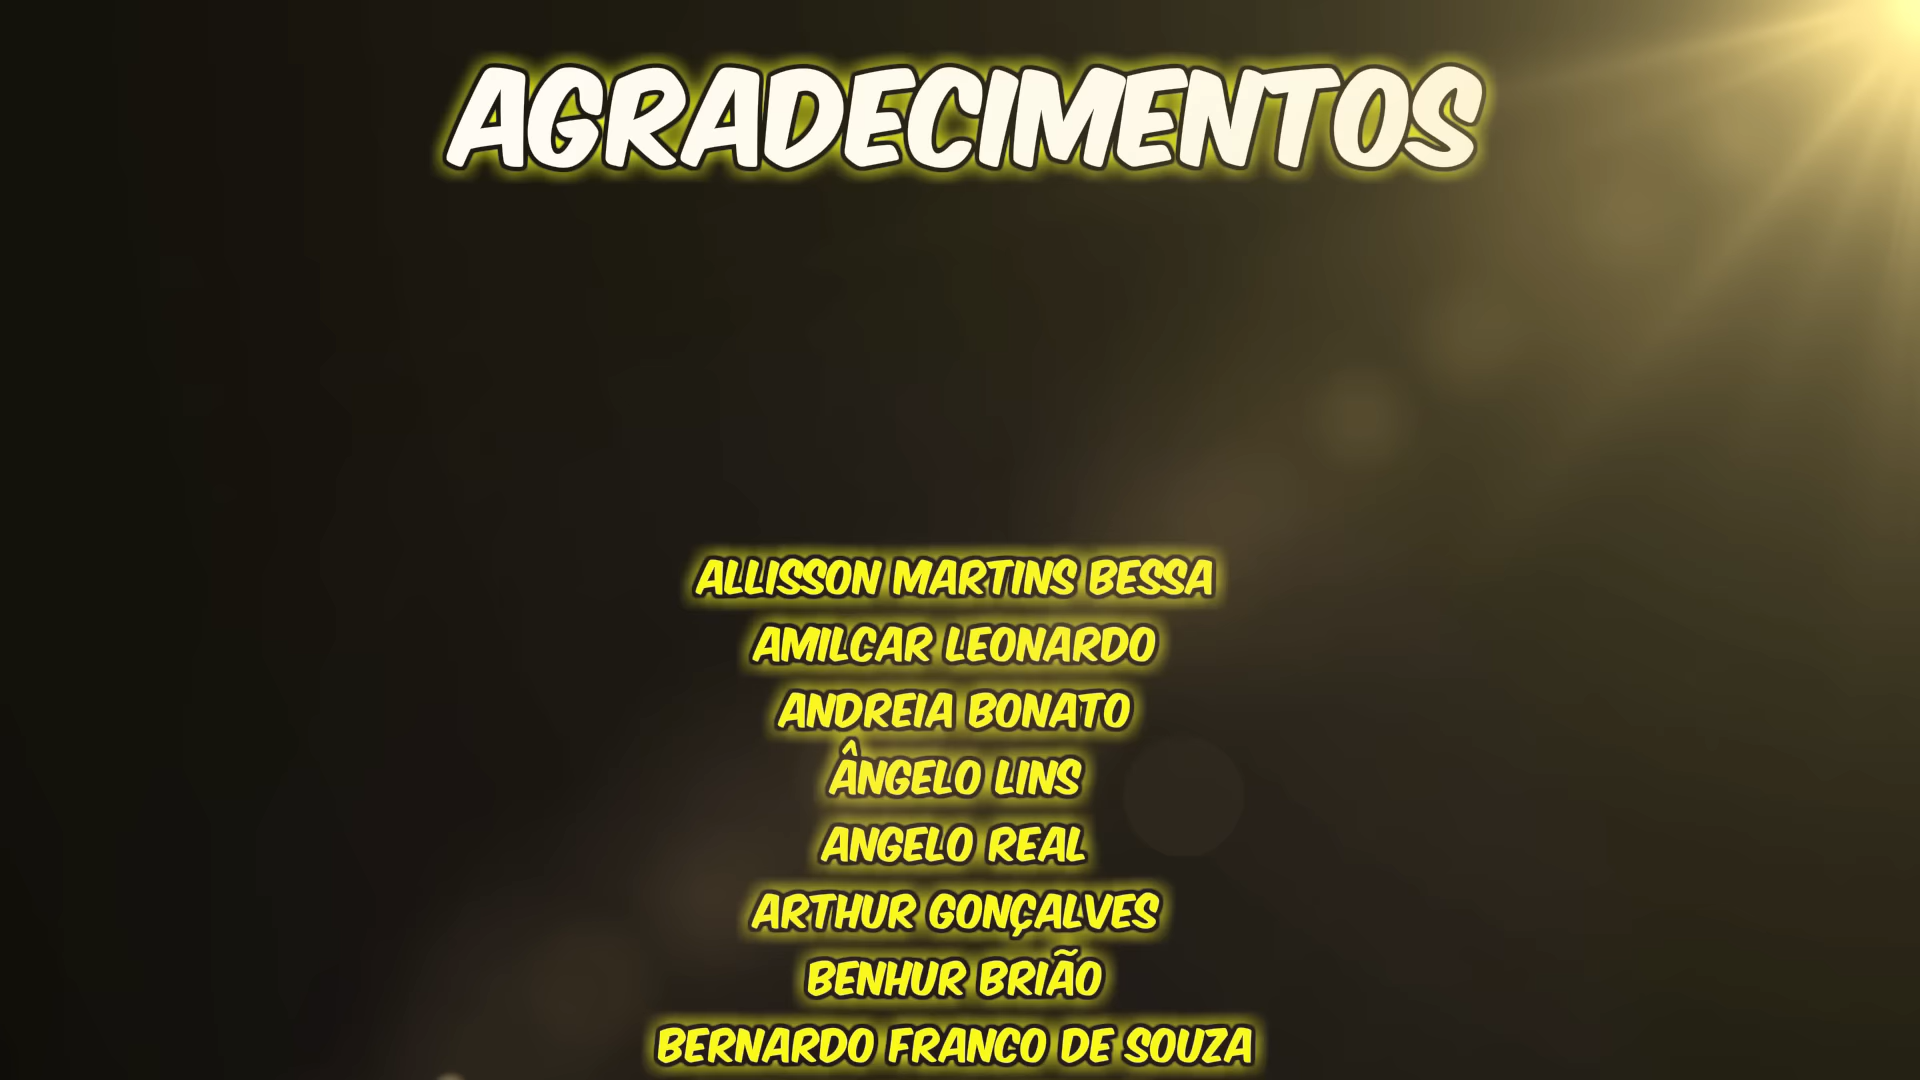 AGRADECIMENTOS
ALLISSON MARTINS BESSA
AMILCAR LEONARDO
ANDREIA BONATO
ÂNGELO LINS
ANGELO REAL
ARTHUR GONÇALVES
BENHUR BRIÃO
BERNARDO FRANCO DE SOUZA